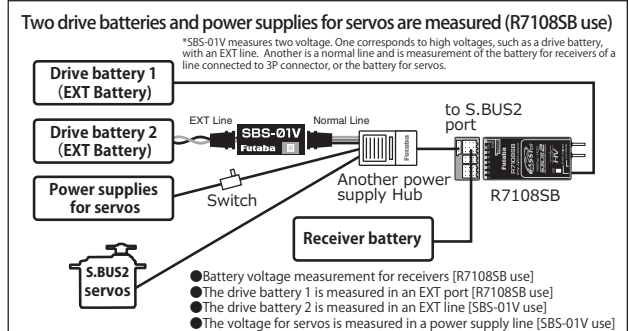 Two drive batteries and power supplies for servos are measured (R7108SB use)
*SBS-01V measures two voltage. One corresponds to high voltages, such as a drive battery,
with an EXT line. Another is a normal line and is measurement of the battery for receivers of a
line connected to 3P connector, or the battery for servos.
Drive battery 1
(EXT Battery)
Drive battery 2
(EXT Battery)
EXT Line
SBS-Ø1V
Futaba
Normal Line
Futaba
to S.BUS2
port
Futaba
R7108SB
HV
R7108SB
Another power
supply Hub
Switch
Power supplies
for servos
Receiver battery
S.BUS2
servos
●Battery voltage measurement for receivers [R7108SB use]
●The drive battery 1 is measured in an EXT port [R7108SB use]
●The drive battery 2 is measured in an EXT line [SBS-01V use]
●The voltage for servos is measured in a power supply line [SBS-01V use]